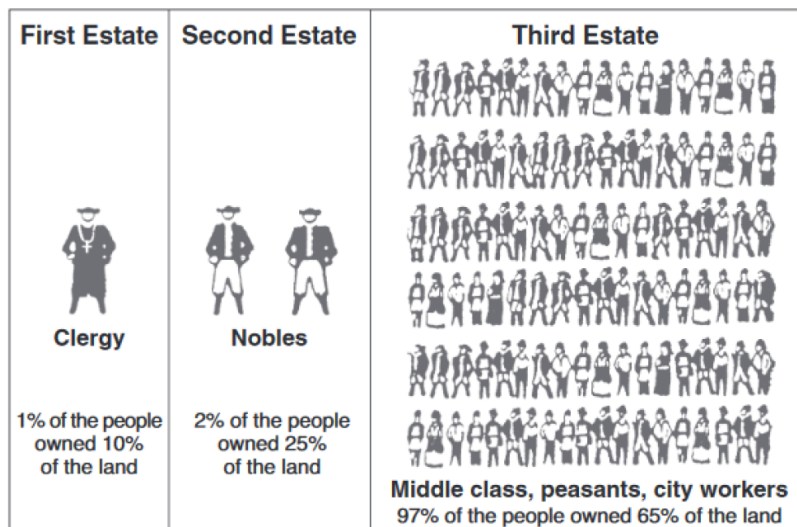 First Estate
Clergy
1% of the people
owned 10%
of the land
Second Estate
Nobles
2% of the people
owned 25%
of the land
Third Estate
Middle class, peasants, city workers
97% of the people owned 65% of the land